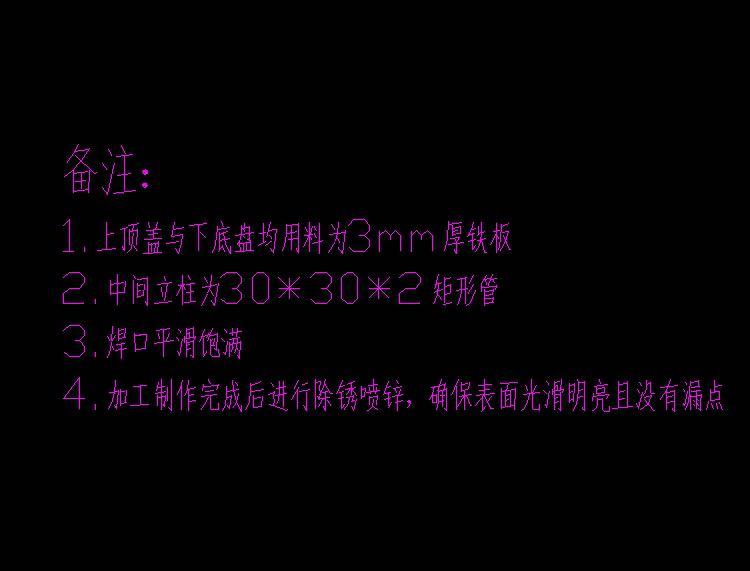 备注:
1.上顶盖与下底盘均用料为3mm厚铁板
2.中间立柱为30*30*2矩形管
3.焊口平滑饱满
4.加工制作完成后进行除锈喷锌，确保表面光滑明亮且没有漏点